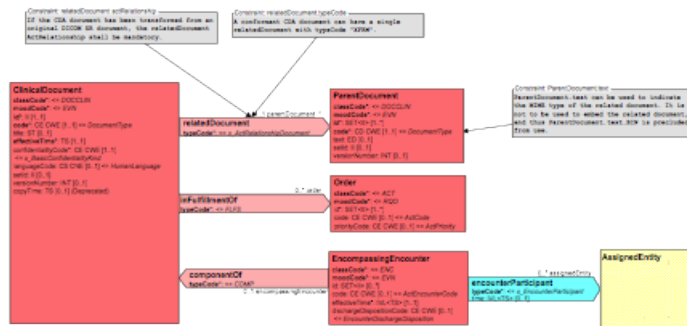 Constraint: relatedDocument actRelationship
If the CDA document has been transformed from an
original DICOM SR document, the relatedDocument
ActRelationship shall be mandatory.
Constraint: relatedDocument.typeCode
A conformant CDA document can have a single
relatedDocument with typeCode "XFRM".
ClinicalDocument
classCode*: <= DOCCLIN
moodCode*: <= EVN
id*: II [1..1]
code*: CE CWE [1..1] <= DocumentType
title: ST [0..1]
effectiveTime*: TS [1..1]
confidentialityCode*: CE CWE [1..1]
<= x_BasicConfidentialityKind
languageCode: CS CNE [0..1] <= HumanLanguage
setId: II [0..1]
versionNumber: INT [0..1]
copyTime: TS [0..1] (Deprecated)
parentDocument
relatedDocument
typeCode*: <= x_ActRelationshipDocument
ParentDocument
classCode*: <= DOCCLIN
moodCode*: <= EVN
id*: SET<II> [1..*]
code*: CD CWE [0..1] <= DocumentType
text: ED [0..1]
setId: II [0..1]
versionNumber: INT [0..1]
Constraint: ParentDocument.text
ParentDocument.text can be used to indicate
the MIME type of the related document. It is
not to be used to embed the related document,
and thus ParentDocument.text.BIN is precluded
from use.
0..* order
inFulfillmentOf
typeCode*: <= FLFS
Order
classCode*: <= ACT
moodCode*: <= RQO
id*: SET<II> [1..*]
code: CE CWE [0..1] <= ActCode
priorityCode: CE CWE [0..1] <= ActPriority
componentOf
typeCode*: <= COMP
0..* encompassingEncounter
EncompassingEncounter
classCode*: <= ENC
moodCode*: <= EVN
id: SET<II> [0..*]
code: CE CWE [0..1] <= ActEncounterCode
effectiveTime*: IVL<TS> [1..1]
dischargeDispositionCode: CE CWE [0..1]
<= EncounterDischargeDisposition
0..* assignedEntity
encounterParticipant
typeCode*: <= x_EncounterParticipant
time: IVL<TS> [0..1]
AssignedEntity